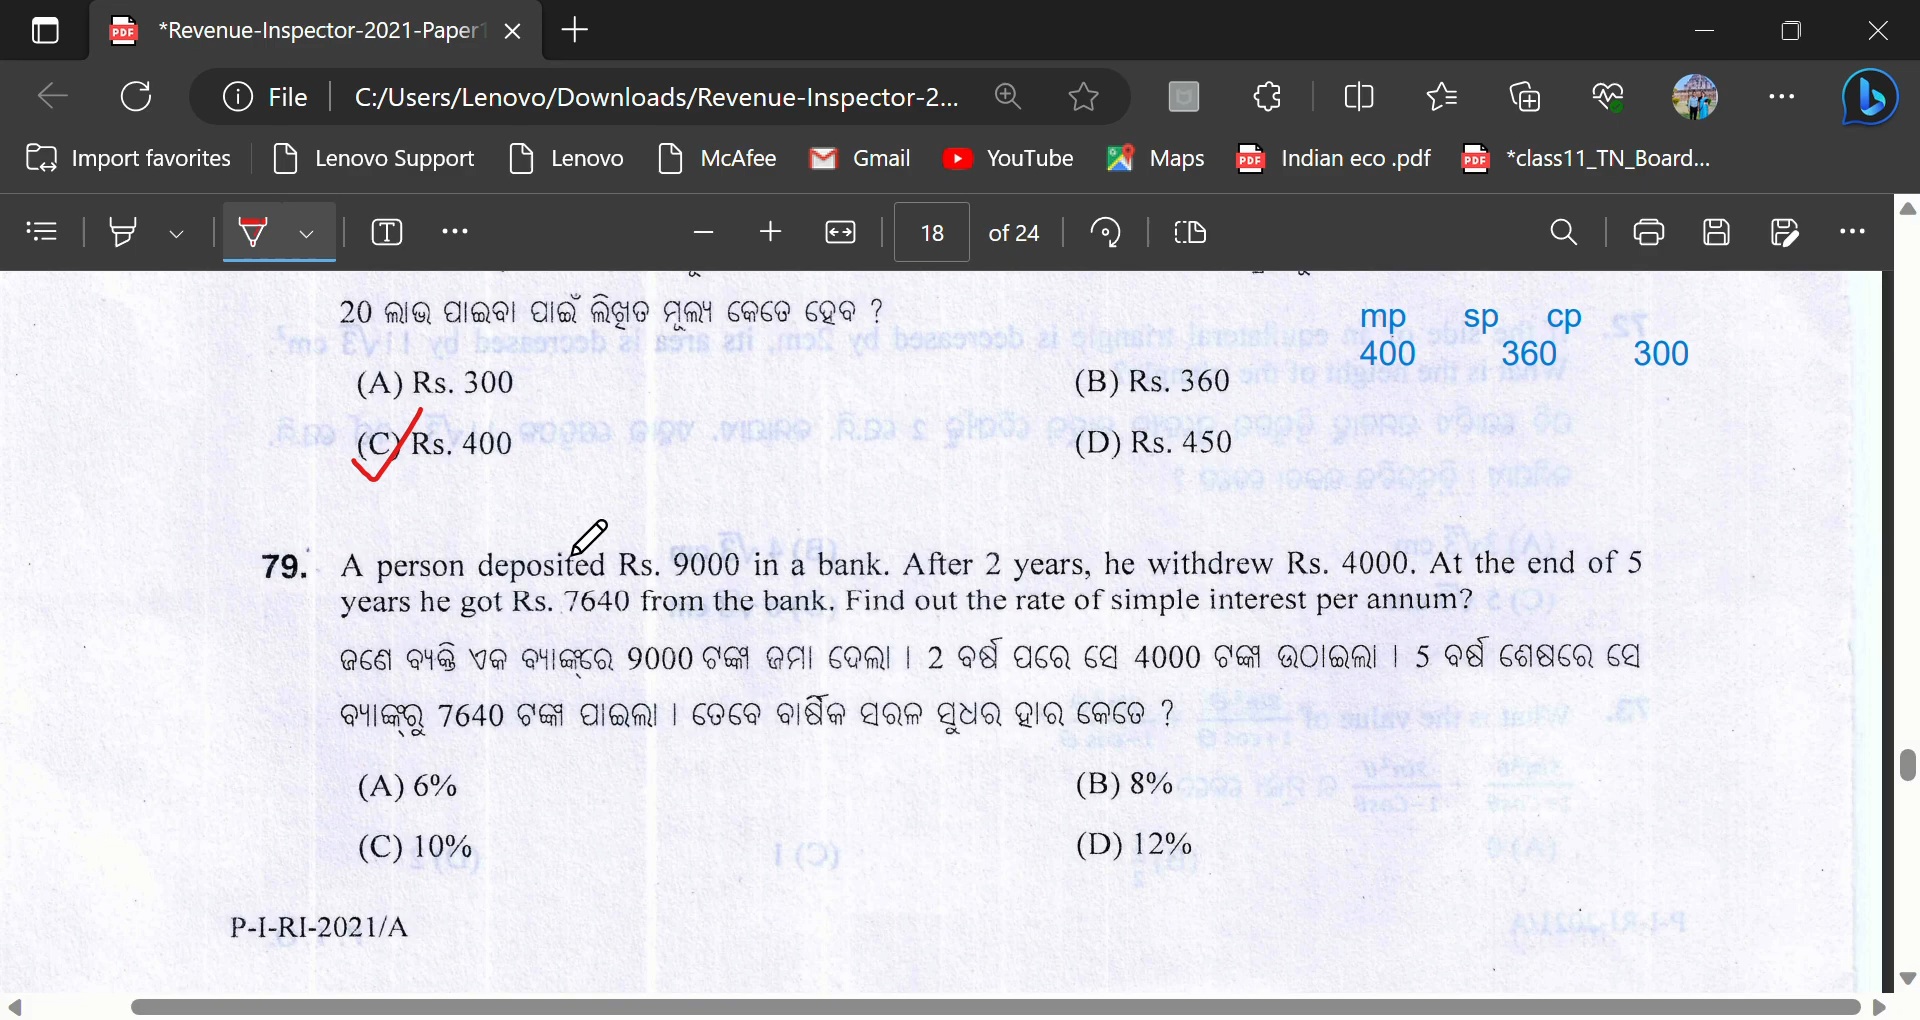 *Revenue-Inspector-2021-Paper1
File C:/Users/Lenovo/Downloads/Revenue-Inspector-2...
Import favorites Lenovo Support Lenovo McAfee Gmail YouTube Maps Indian eco .pdf *class11_TN_Board...
18 of 24
20 ଲାଭ ପାଇବା ପାଇଁ ଲିଖିତ ମୂଲ୍ୟ କେତେ ହେବ ?
mp sp cp
400 360 300
(A) Rs. 300 (B) Rs. 360
(C) Rs. 400 (D) Rs. 450
79. A person deposited Rs. 9000 in a bank. After 2 years, he withdrew Rs. 4000. At the end of 5
years he got Rs. 7640 from the bank. Find out the rate of simple interest per annum?
ଜଣେ ବ୍ୟକ୍ତି ଏକ ବ୍ୟାଙ୍କରେ 9000 ଟଙ୍କା ଜମା ଦେଲା । 2 ବର୍ଷ ପରେ ସେ 4000 ଟଙ୍କା ଉଠାଇଲା । 5 ବର୍ଷ ଶେଷରେ ସେ
ବ୍ୟାଙ୍କରୁ 7640 ଟଙ୍କା ପାଇଲା । ତେବେ ବାର୍ଷିକ ସରଳ ସୁଧର ହାର କେତେ ?
(A) 6% (B) 8%
(C) 10% (D) 12%
P-I-RI-2021/A